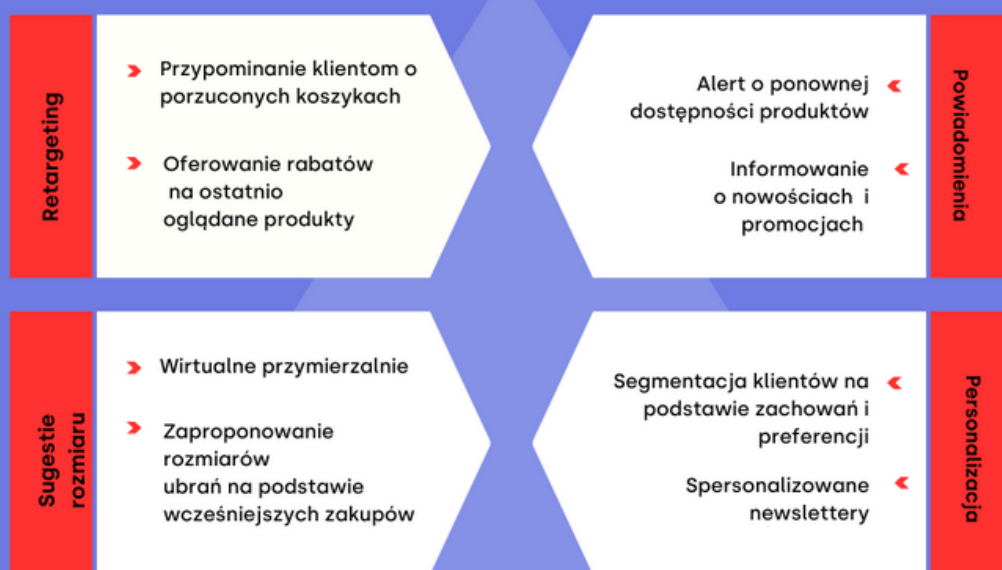 Retargeting
Przypominanie klientom o
porzuconych koszykach
Oferowanie rabatów
na ostatnio
oglądane produkty
Alert o ponownej
dostępności produktów
Informowanie
o nowościach i
promocjach
Powiadomienia
Sugestie
rozmiaru
Wirtualne przymierzalnie
Zaproponowanie
rozmiarów
ubrań na podstawie
wcześniejszych zakupów
Segmentacja klientów na
podstawie zachowań i
preferencji
Spersonalizowane
newslettery
Personalizacja